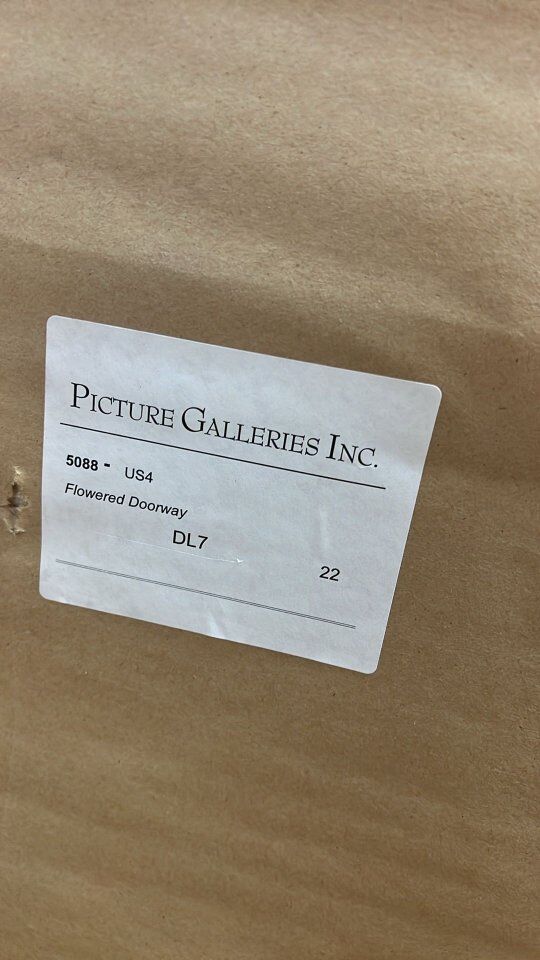 PICTURE GALLERIES INC.
5088 - US4
Flowered Doorway
DL7
22